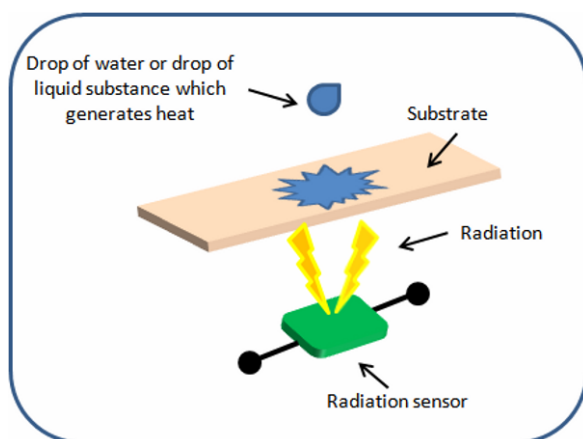 Drop of water or drop of
liquid substance which
generates heat
Substrate
Radiation
Radiation sensor